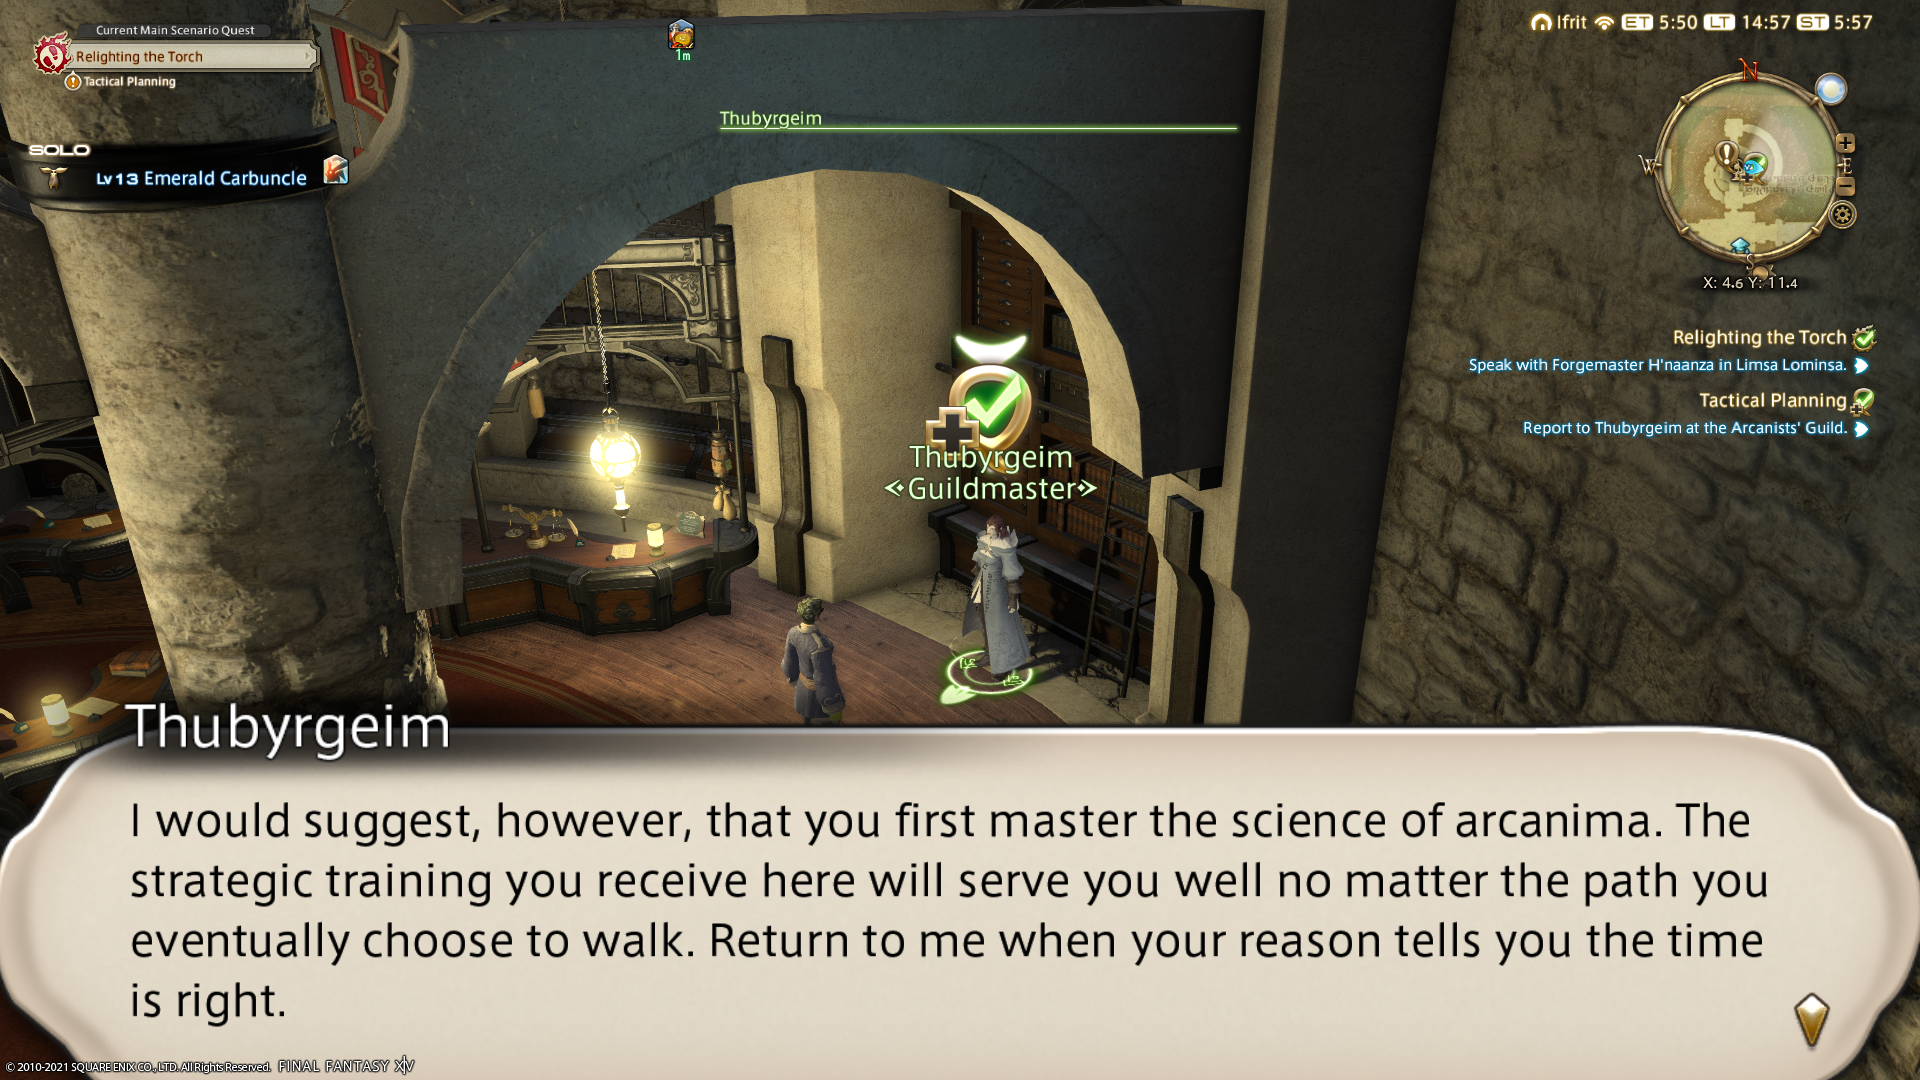 Current Main Scenario Quest
Relighting the Torch
Tactical Planning
SOLO
Lv13 Emerald Carbuncle
1m
Thubyrgeim
Ifrit ET 5:50 LT 14:57 ST 5:57
N
W
E
S
X: 4.6 Y: 11.4
Relighting the Torch
Speak with Forgemaster H'naanza in Limsa Lominsa.
Tactical Planning
Report to Thubyrgeim at the Arcanists' Guild.
Thubyrgeim
Guildmaster
Thubyrgeim
I would suggest, however, that you first master the science of arcanima. The
strategic training you receive here will serve you well no matter the path you
eventually choose to walk. Return to me when your reason tells you the time
is right.
© 2010-2021 SQUARE ENIX CO., LTD. All Rights Reserved. FINAL FANTASY XIV